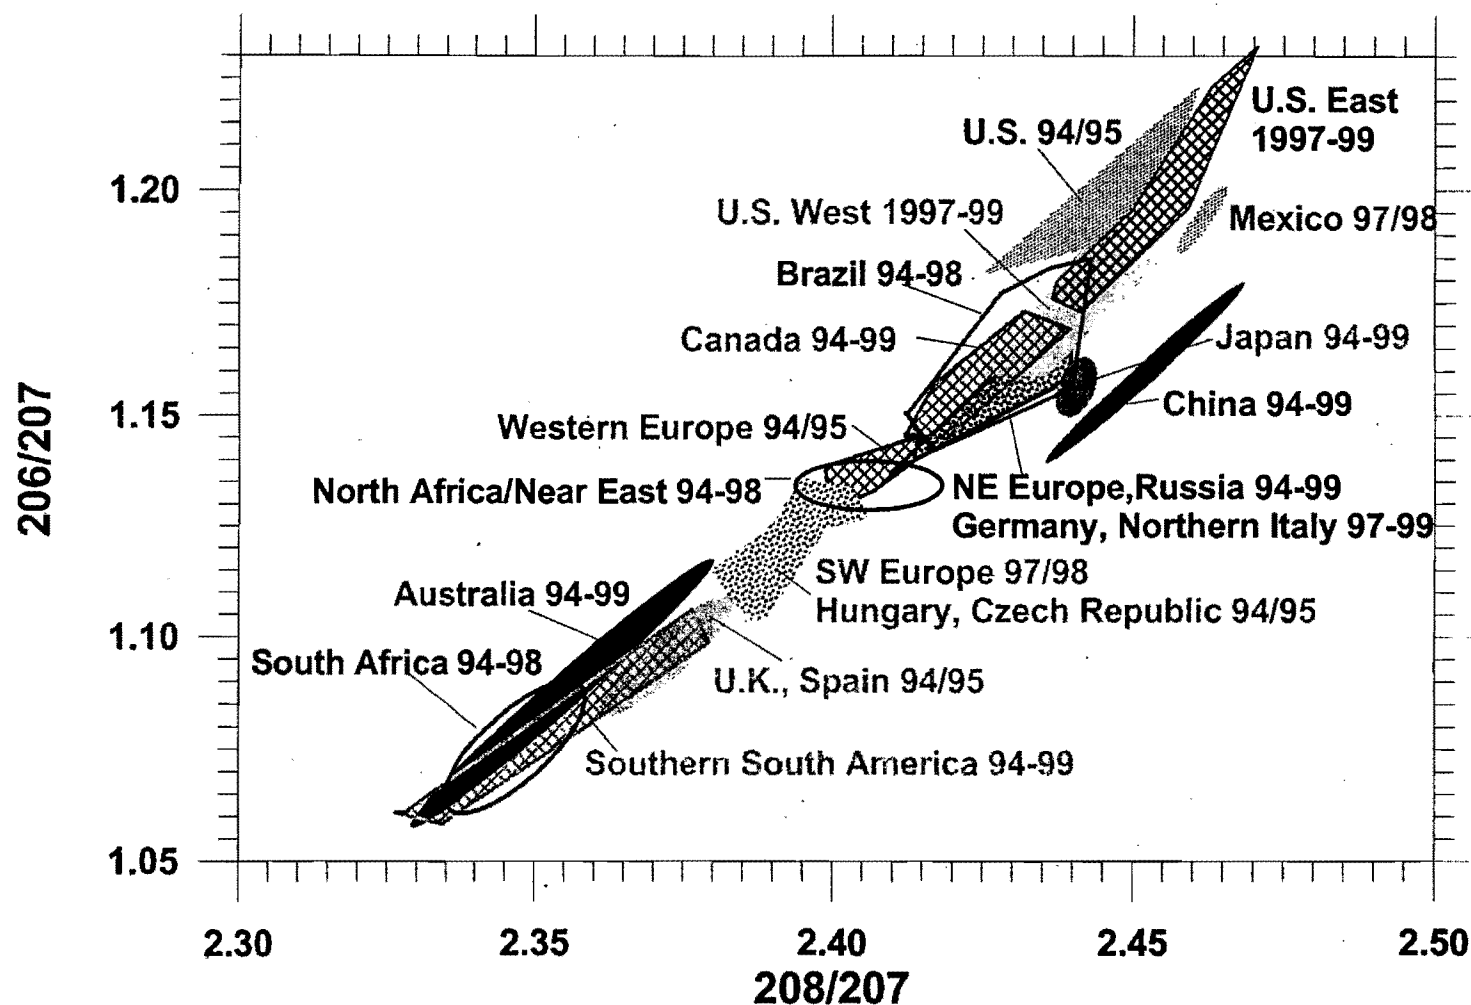 U.S. East
1997-99
U.S. 94/95
1.20
U.S. West 1997-99
Mexico 97/98
Brazil 94-98
Canada 94-99
Japan 94-99
1.15
China 94-99
Western Europe 94/95
206/207
North Africa/Near East 94-98
NE Europe,Russia 94-99
Germany, Northern Italy 97-99
SW Europe 97/98
Hungary, Czech Republic 94/95
Australia 94-99
1.10
South Africa 94-98
U.K., Spain 94/95
Southern South America 94-99
1.05
2.30
2.35
2.40
2.45
2.50
208/207